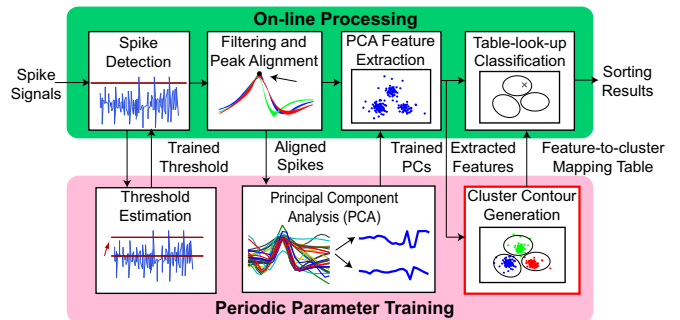 On-line Processing
Spike
Detection
Filtering and
Peak Alignment
PCA Feature
Extraction
Table-look-up
Classification
Spike
Signals
Sorting
Results
Trained
Threshold
Aligned
Spikes
Trained
PCs
Extracted
Features
Feature-to-cluster
Mapping Table
Threshold
Estimation
Principal Component
Analysis (PCA)
Cluster Contour
Generation
Periodic Parameter Training